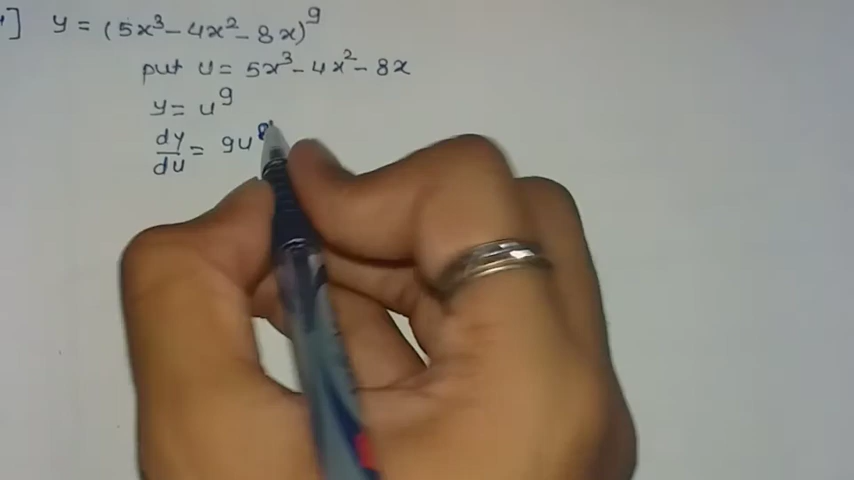 ] y = (5x³ - 4x² - 8x)⁹
put u = 5x³ - 4x² - 8x
y = u⁹
dy/du = 9u⁸